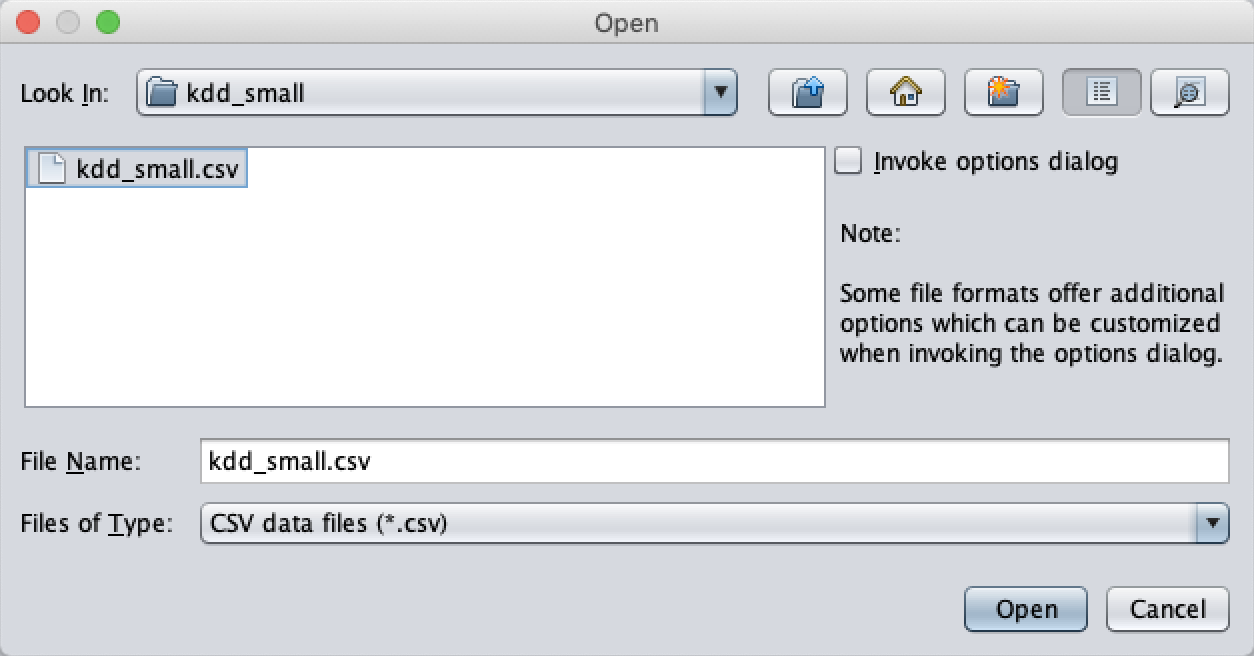 Open
Look In: kdd_small
kdd_small.csv
Invoke options dialog
Note:
Some file formats offer additional
options which can be customized
when invoking the options dialog.
File Name: kdd_small.csv
Files of Type: CSV data files (*.csv)
Open Cancel